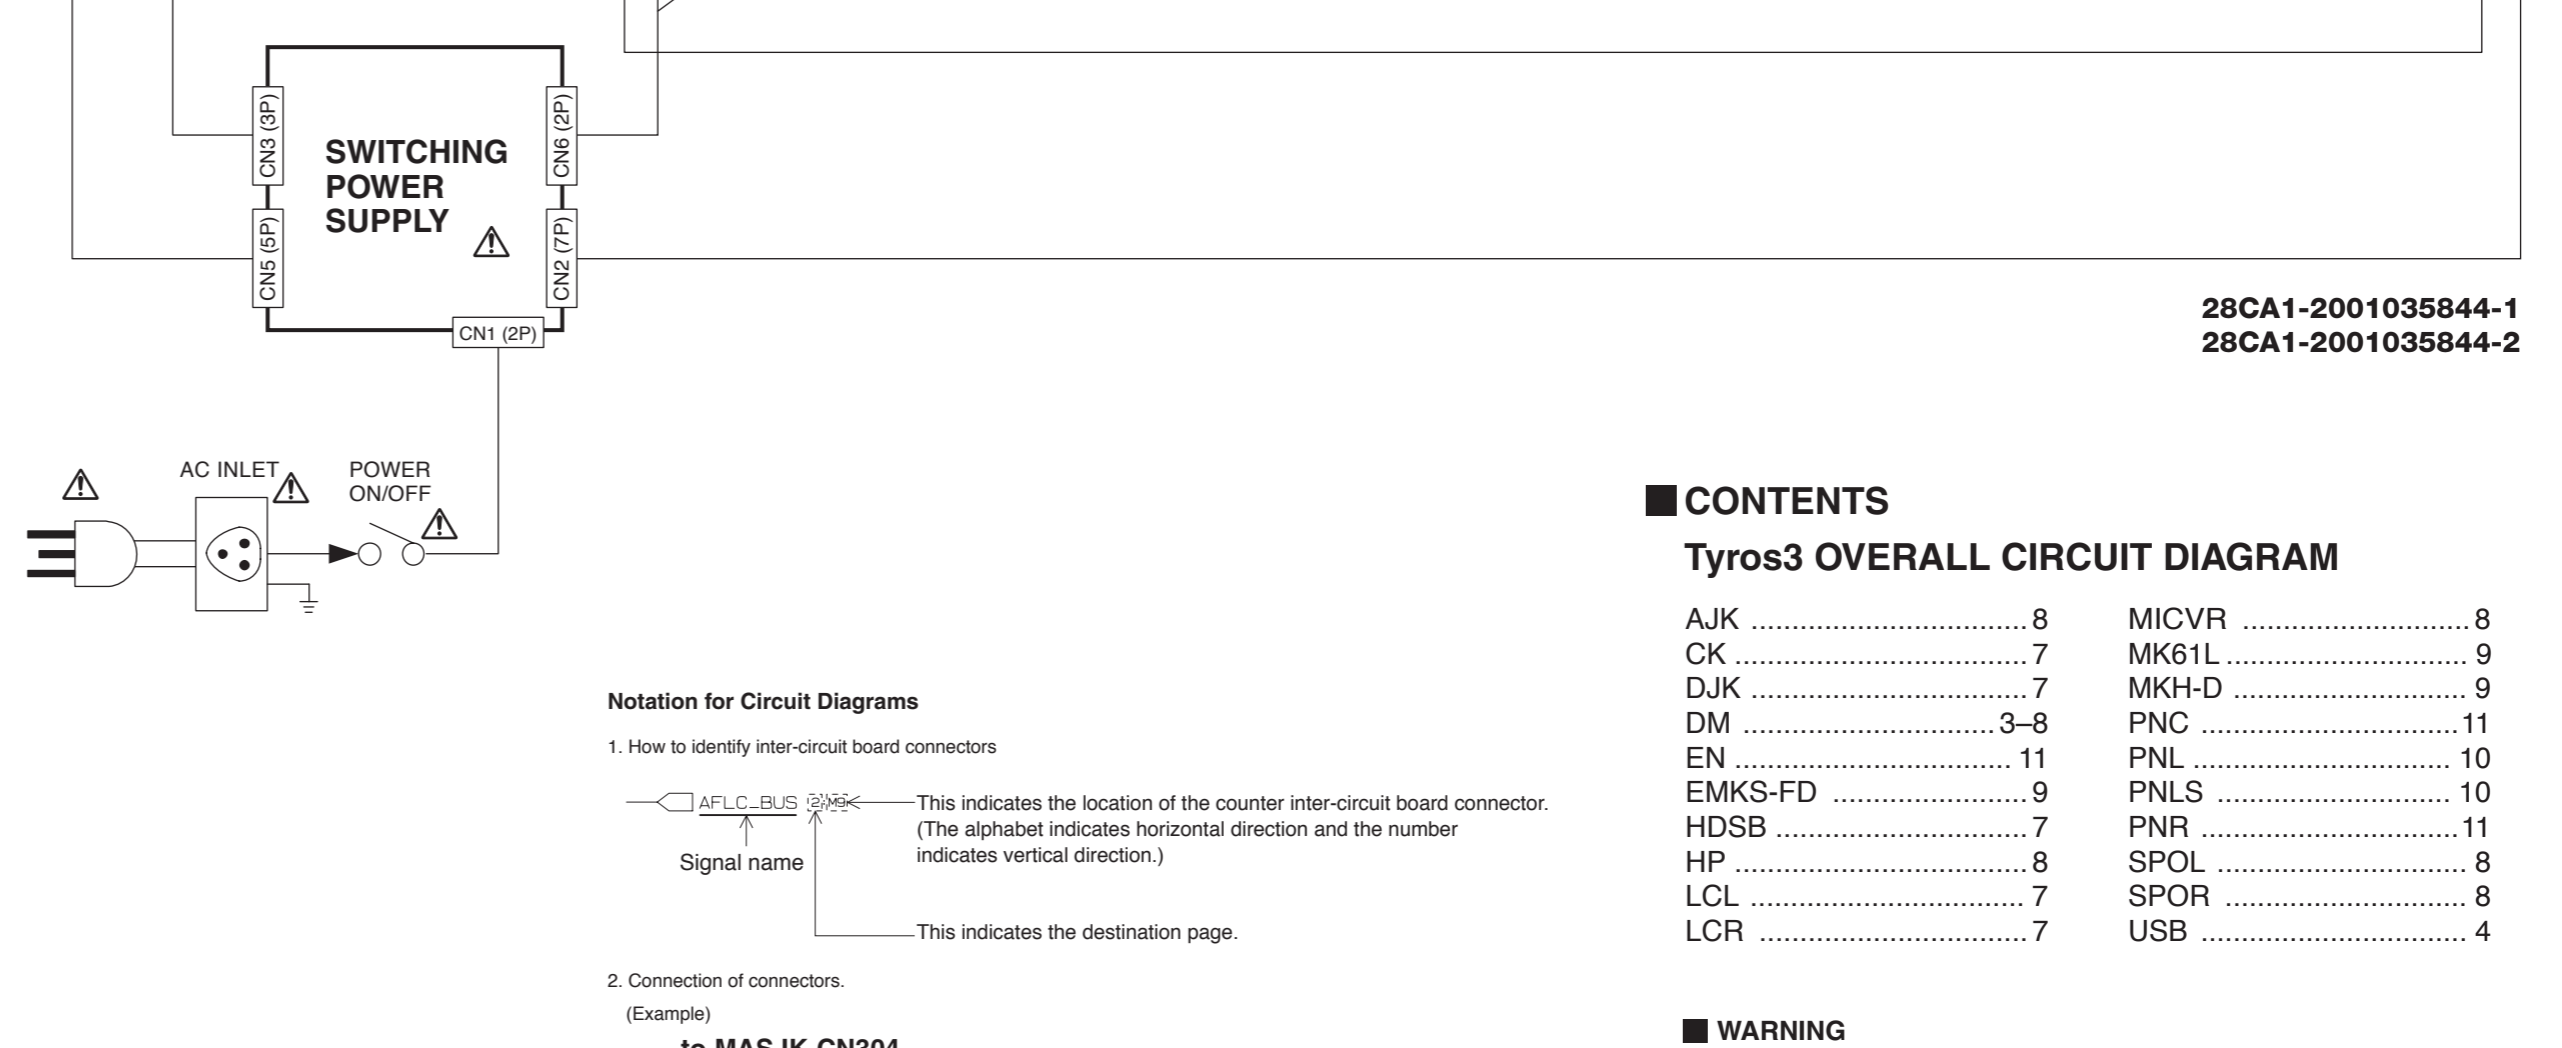 CN3 (3P)
CN6 (2P)
SWITCHING
POWER
SUPPLY
CN5 (5P)
CN2 (7P)
CN1 (2P)
28CA1-2001035844-1
28CA1-2001035844-2
AC INLET
POWER
ON/OFF
Notation for Circuit Diagrams
1. How to identify inter-circuit board connectors
AFLC_BUS
Signal name
This indicates the location of the counter inter-circuit board connector.
(The alphabet indicates horizontal direction and the number
indicates vertical direction.)
This indicates the destination page.
2. Connection of connectors.
(Example)
CONTENTS
Tyros3 OVERALL CIRCUIT DIAGRAM
AJK .................................. 8
CK .................................... 7
DJK .................................. 7
DM ............................... 3–8
EN .................................. 11
EMKS-FD ........................ 9
HDSB ............................... 7
HP .................................... 8
LCL .................................. 7
LCR ................................. 7
MICVR ............................ 8
MK61L .............................. 9
MKH-D ............................. 9
PNC ................................ 11
PNL ................................ 10
PNLS ............................. 10
PNR ................................ 11
SPOL ............................... 8
SPOR .............................. 8
USB ................................. 4
WARNING